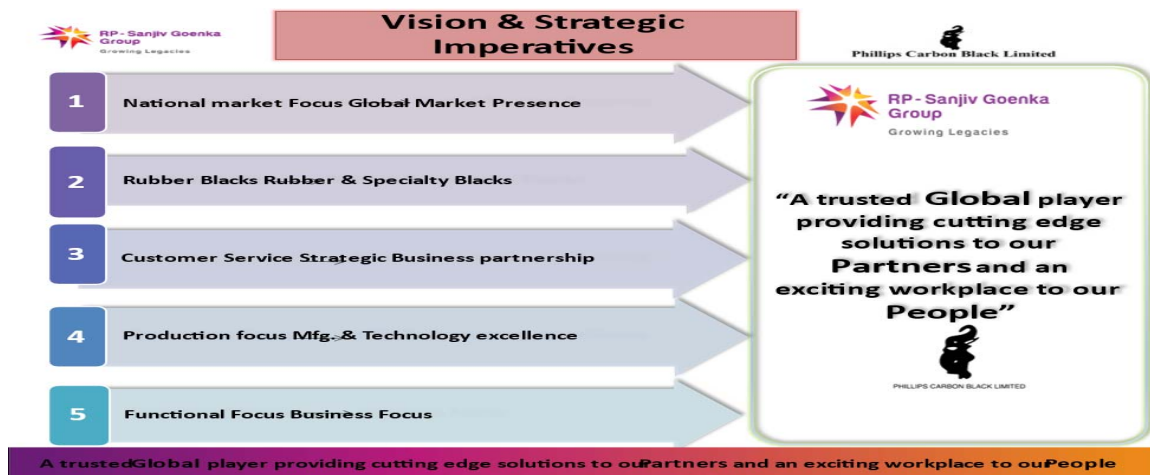 RP - Sanjiv Goenka
Group
Growing Legacies
Vision & Strategic
Imperatives
Phillips Carbon Black Limited
1
National market Focus Global Market Presence
2
Rubber Blacks Rubber & Specialty Blacks
3
Customer Service Strategic Business partnership
4
Production focus Mfg. & Technology excellence
5
Functional Focus Business Focus
RP - Sanjiv Goenka
Group
Growing Legacies
“A trusted Global player
providing cutting edge
solutions to our
Partners and an
exciting workplace to our
People”
PHILLIPS CARBON BLACK LIMITED
A trusted Global player providing cutting edge solutions to our Partners and an exciting workplace to our People